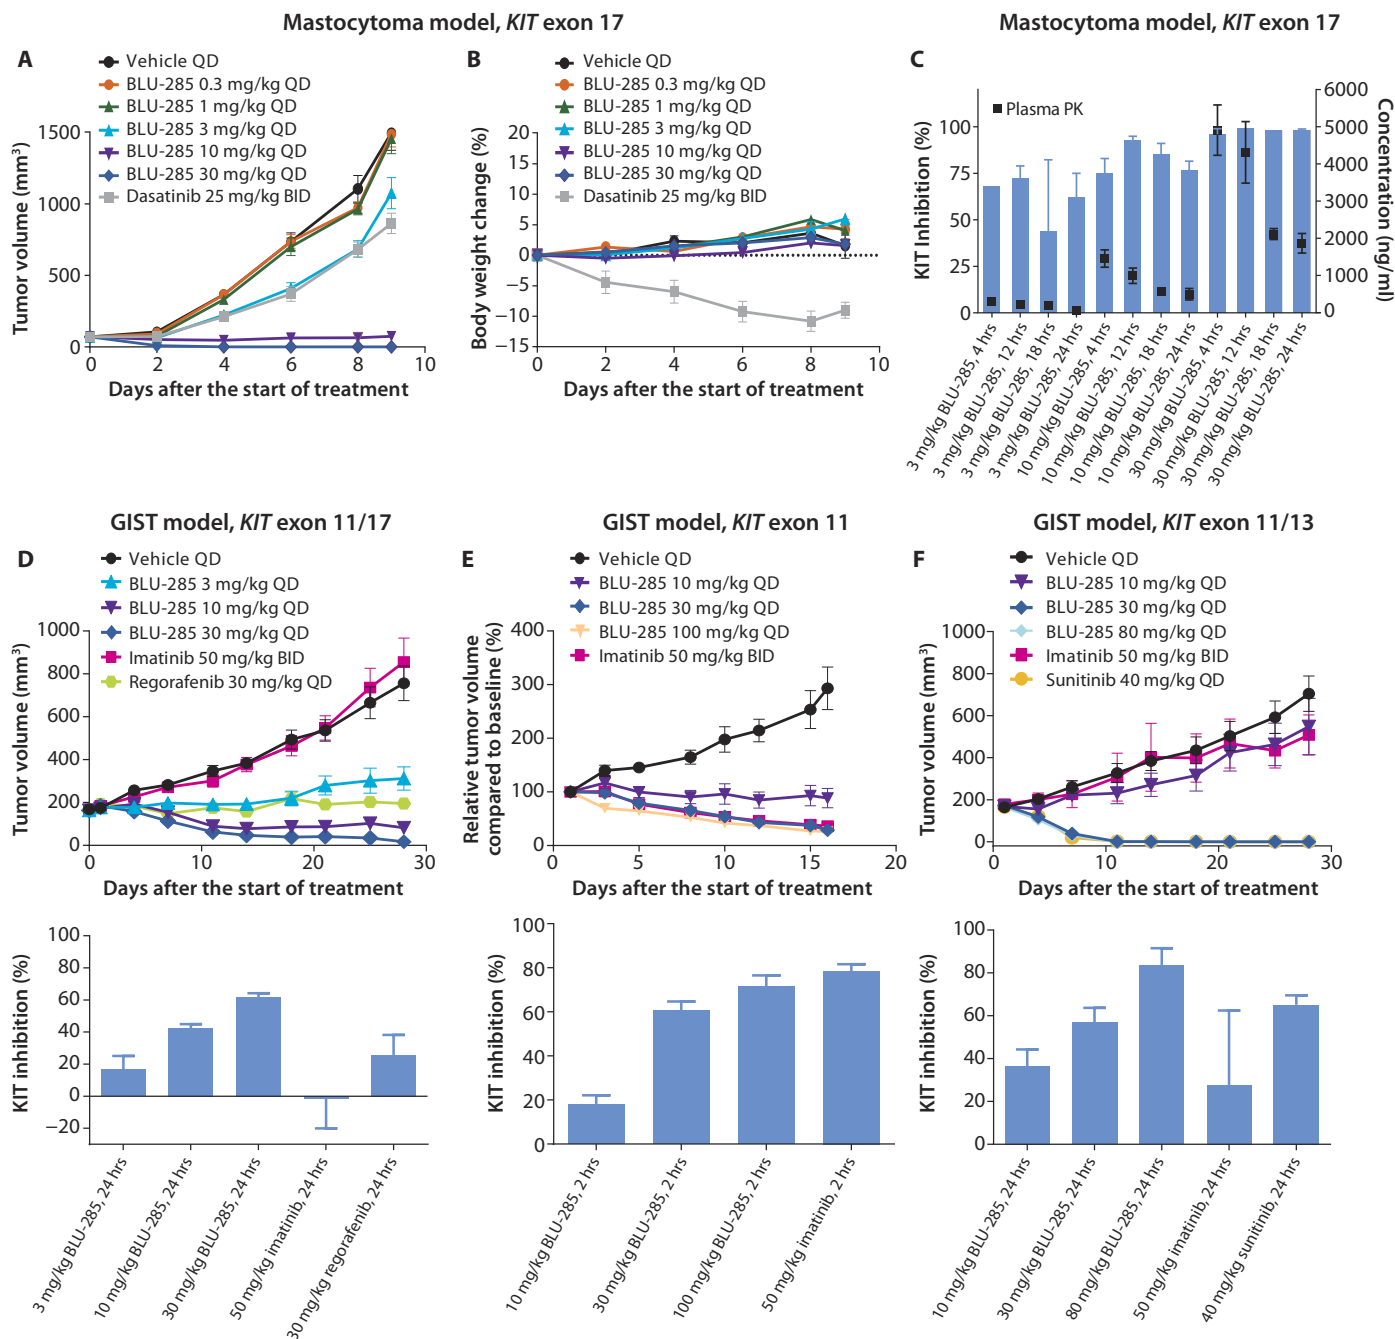 Mastocytoma model, KIT exon 17
Mastocytoma model, KIT exon 17
A
Vehicle QD
BLU-285 0.3 mg/kg QD
BLU-285 1 mg/kg QD
BLU-285 3 mg/kg QD
BLU-285 10 mg/kg QD
BLU-285 30 mg/kg QD
Dasatinib 25 mg/kg BID
Tumor volume (mm³)
1500
1000
500
0
0 2 4 6 8 10
Days after the start of treatment
B
Vehicle QD
BLU-285 0.3 mg/kg QD
BLU-285 1 mg/kg QD
BLU-285 3 mg/kg QD
BLU-285 10 mg/kg QD
BLU-285 30 mg/kg QD
Dasatinib 25 mg/kg BID
Body weight change (%)
20
15
10
5
0
−5
−10
−15
0 2 4 6 8 10
Days after the start of treatment
C
Plasma PK
KIT Inhibition (%)
100
75
50
25
0
Concentration (ng/ml)
6000
5000
4000
3000
2000
1000
0
3 mg/kg BLU-285, 4 hrs
3 mg/kg BLU-285, 12 hrs
3 mg/kg BLU-285, 18 hrs
3 mg/kg BLU-285, 24 hrs
10 mg/kg BLU-285, 4 hrs
10 mg/kg BLU-285, 12 hrs
10 mg/kg BLU-285, 18 hrs
10 mg/kg BLU-285, 24 hrs
30 mg/kg BLU-285, 4 hrs
30 mg/kg BLU-285, 12 hrs
30 mg/kg BLU-285, 18 hrs
30 mg/kg BLU-285, 24 hrs
GIST model, KIT exon 11/17
D
Vehicle QD
BLU-285 3 mg/kg QD
BLU-285 10 mg/kg QD
BLU-285 30 mg/kg QD
Imatinib 50 mg/kg BID
Regorafenib 30 mg/kg QD
Tumor volume (mm³)
1000
800
600
400
200
0
0 10 20 30
Days after the start of treatment
KIT inhibition (%)
100
80
60
40
20
0
−20
3 mg/kg BLU-285, 24 hrs
10 mg/kg BLU-285, 24 hrs
30 mg/kg BLU-285, 24 hrs
50 mg/kg imatinib, 24 hrs
30 mg/kg regorafenib, 24 hrs
GIST model, KIT exon 11
E
Vehicle QD
BLU-285 10 mg/kg QD
BLU-285 30 mg/kg QD
BLU-285 100 mg/kg QD
Imatinib 50 mg/kg BID
Relative tumor volume
compared to baseline (%)
400
300
200
100
0
0 5 10 15 20
Days after the start of treatment
KIT inhibition (%)
100
80
60
40
20
0
10 mg/kg BLU-285, 2 hrs
30 mg/kg BLU-285, 2 hrs
100 mg/kg BLU-285, 2 hrs
50 mg/kg imatinib, 2 hrs
GIST model, KIT exon 11/13
F
Vehicle QD
BLU-285 10 mg/kg QD
BLU-285 30 mg/kg QD
BLU-285 80 mg/kg QD
Imatinib 50 mg/kg BID
Sunitinib 40 mg/kg QD
Tumor volume (mm³)
1000
800
600
400
200
0
0 10 20 30
Days after the start of treatment
KIT inhibition (%)
100
80
60
40
20
0
10 mg/kg BLU-285, 24 hrs
30 mg/kg BLU-285, 24 hrs
80 mg/kg BLU-285, 24 hrs
50 mg/kg imatinib, 24 hrs
40 mg/kg sunitinib, 24 hrs